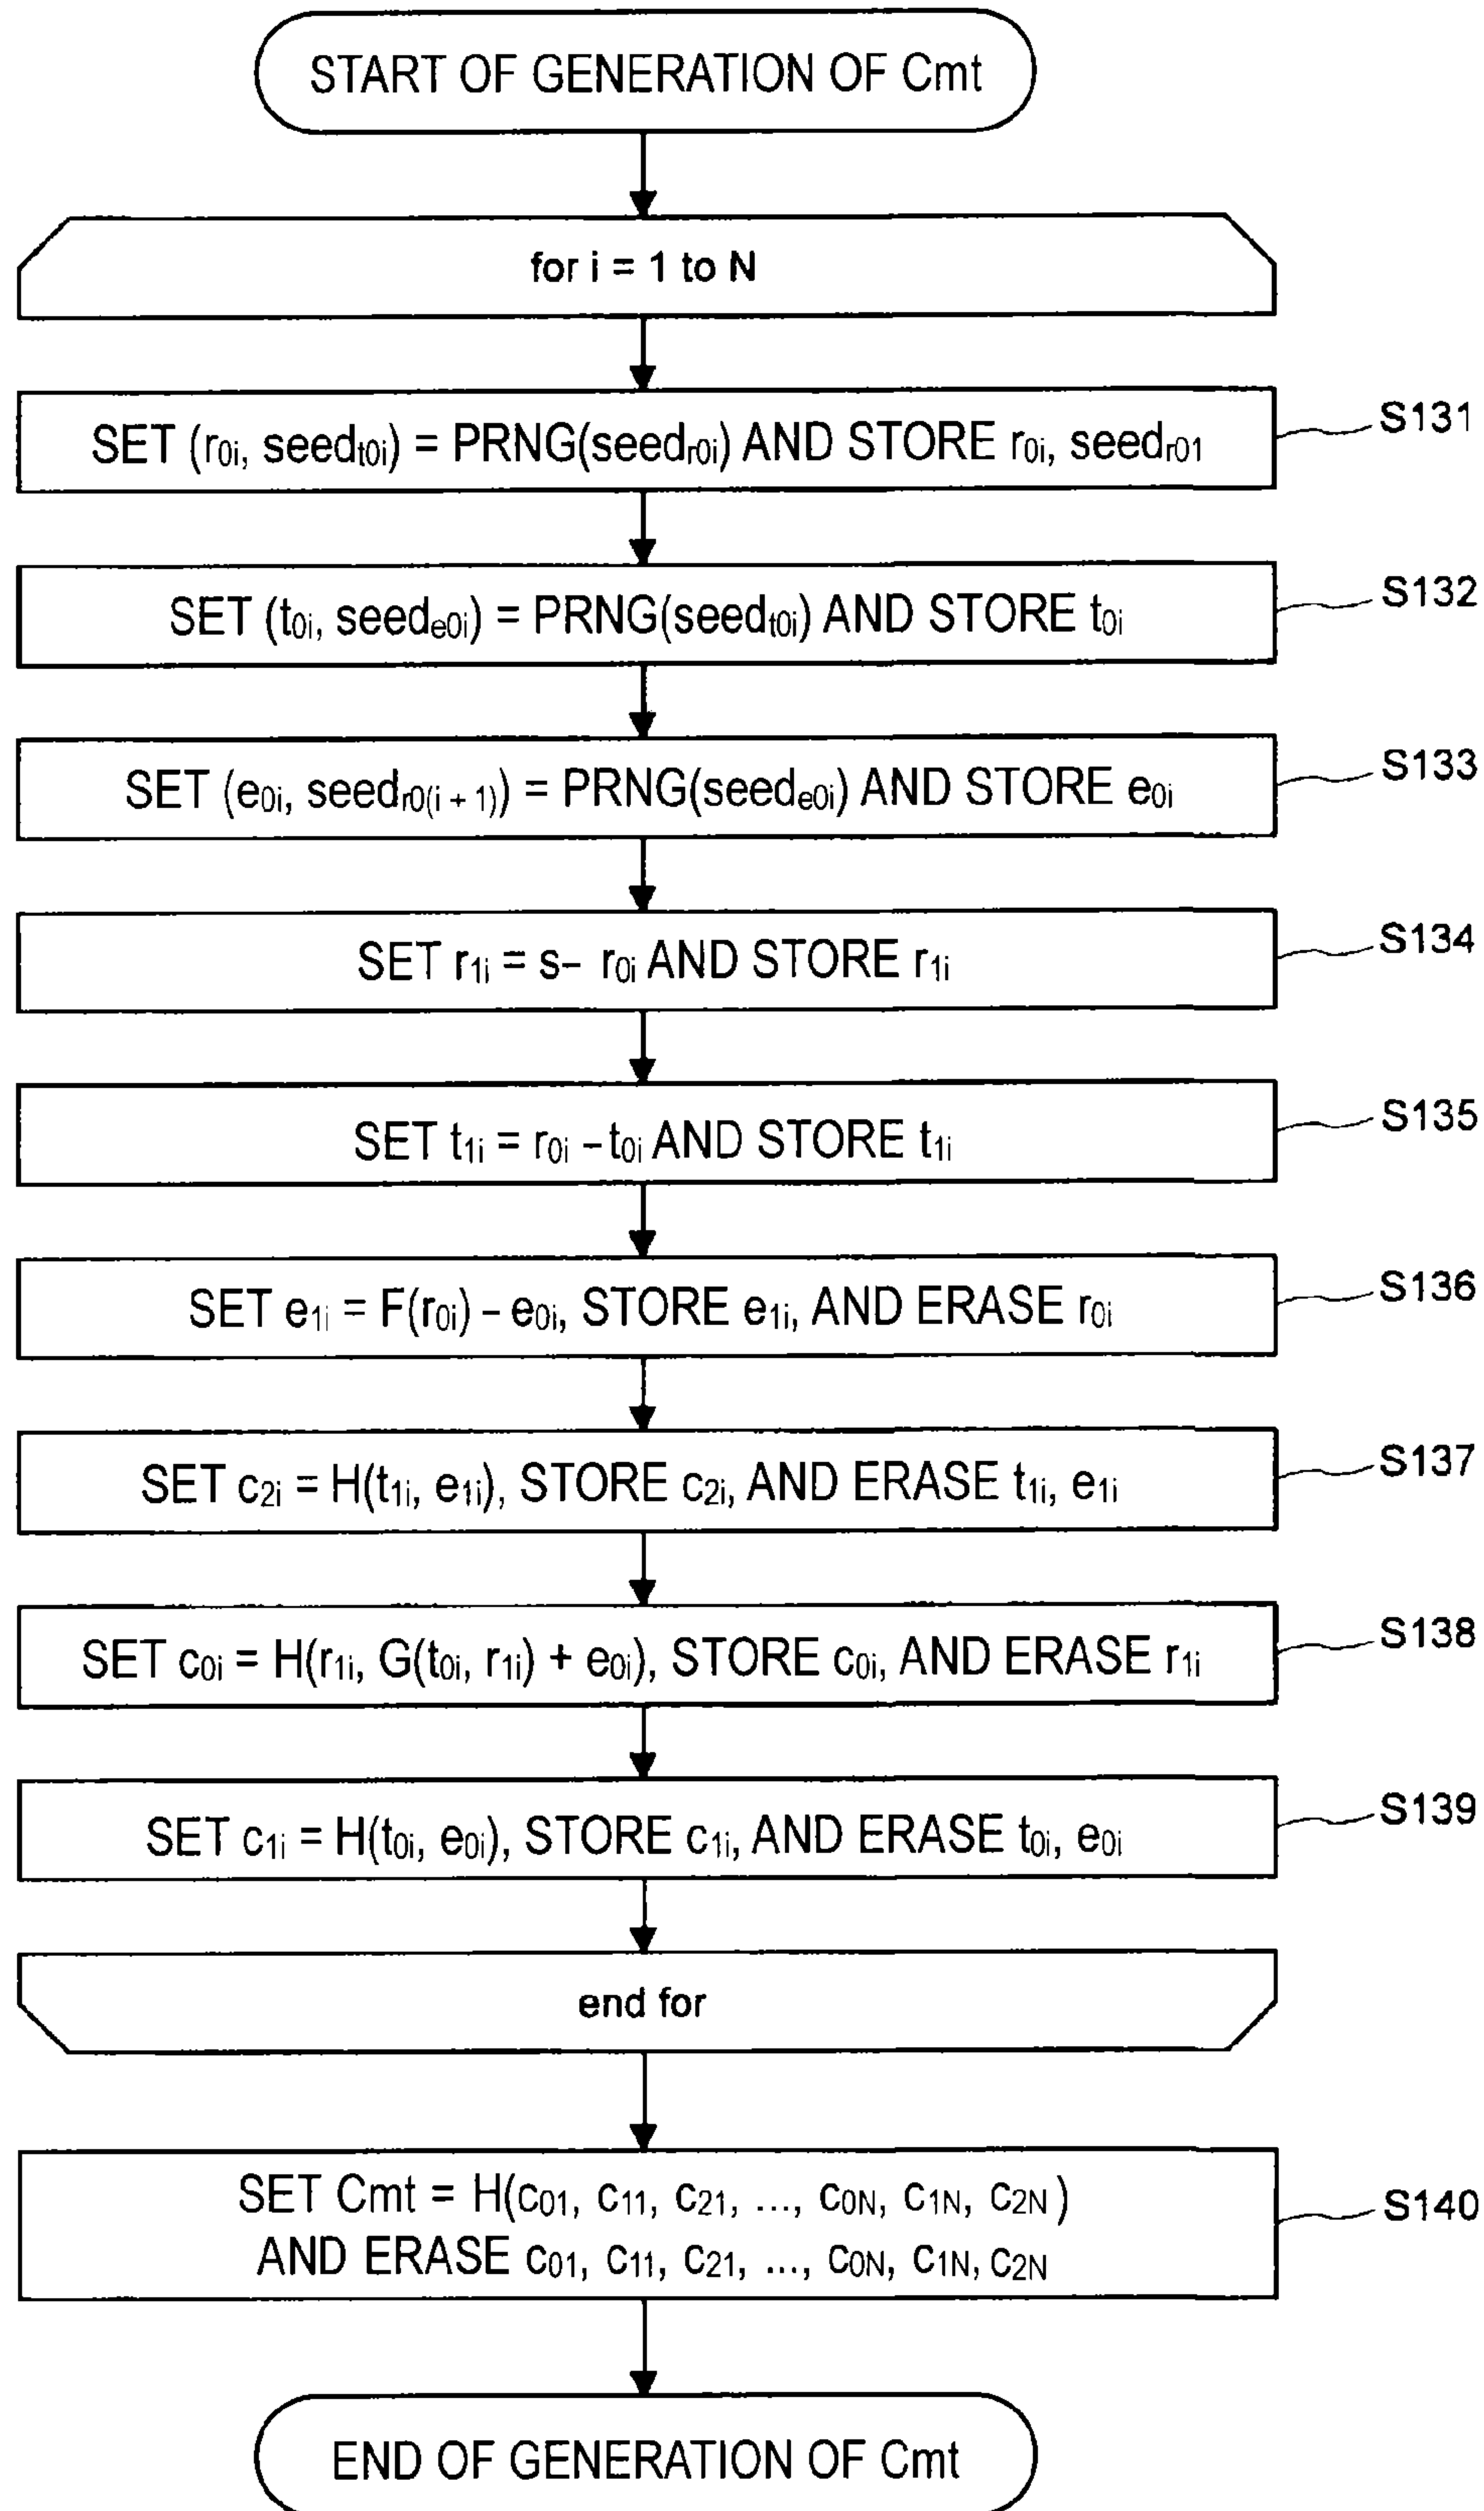 START OF GENERATION OF Cmt
for i = 1 to N
SET (r0i, seedt0i) = PRNG(seedr0i) AND STORE r0i, seedr01
S131
SET (t0i, seede0i) = PRNG(seedt0i) AND STORE t0i
S132
SET (e0i, seedr0(i + 1)) = PRNG(seede0i) AND STORE e0i
S133
SET r1i = s- r0i AND STORE r1i
S134
SET t1i = r0i - t0i AND STORE t1i
S135
SET e1i = F(r0i) - e0i, STORE e1i, AND ERASE r0i
S136
SET c2i = H(t1i, e1i), STORE c2i, AND ERASE t1i, e1i
S137
SET c0i = H(r1i, G(t0i, r1i) + e0i), STORE c0i, AND ERASE r1i
S138
SET c1i = H(t0i, e0i), STORE c1i, AND ERASE t0i, e0i
S139
end for
SET Cmt = H(c01, c11, c21, ..., c0N, c1N, c2N)
AND ERASE c01, c11, c21, ..., c0N, c1N, c2N
S140
END OF GENERATION OF Cmt